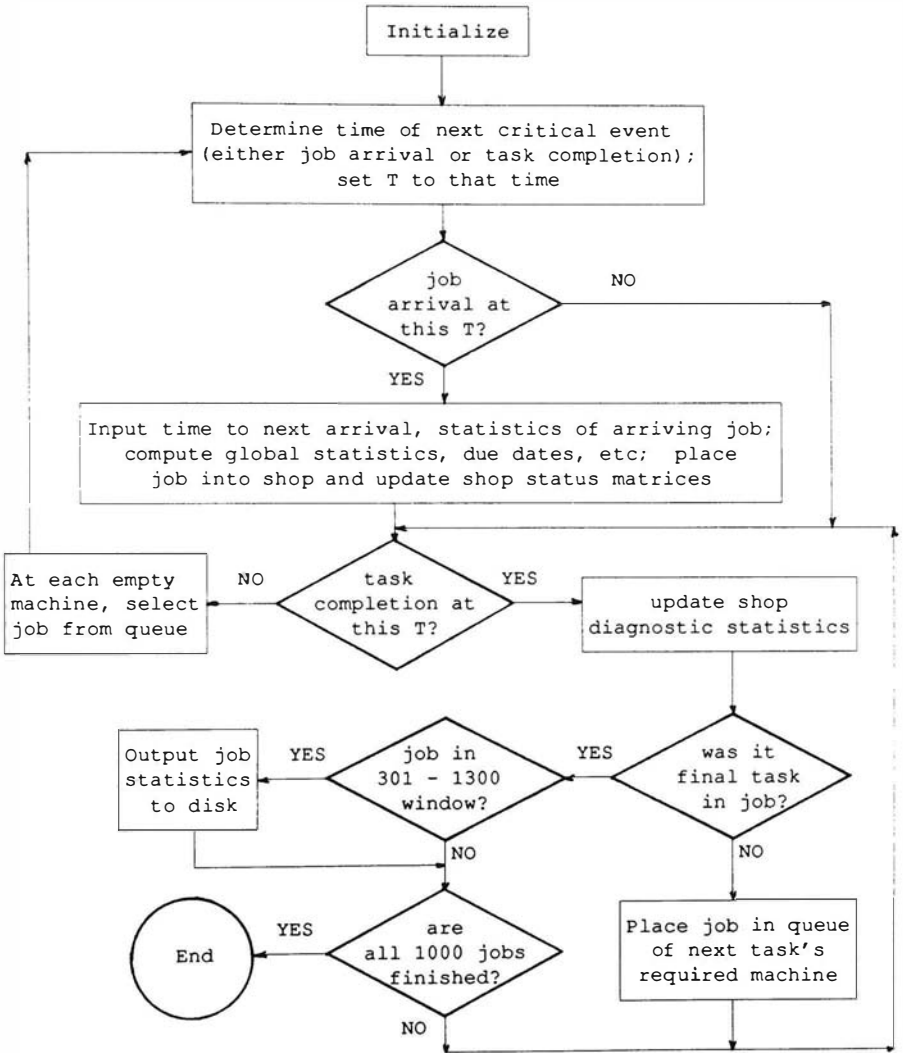 Initialize
Determine time of next critical event
(either job arrival or task completion);
set T to that time
job
arrival at
this T?
NO
YES
Input time to next arrival, statistics of arriving job;
compute global statistics, due dates, etc; place
job into shop and update shop status matrices
At each empty
machine, select
job from queue
NO
task
completion at
this T?
YES
update shop
diagnostic statistics
Output job
statistics
to disk
YES
job in
301 - 1300
window?
YES
was it
final task
in job?
NO
NO
End
YES
are
all 1000 jobs
finished?
Place job in queue
of next task's
required machine
NO